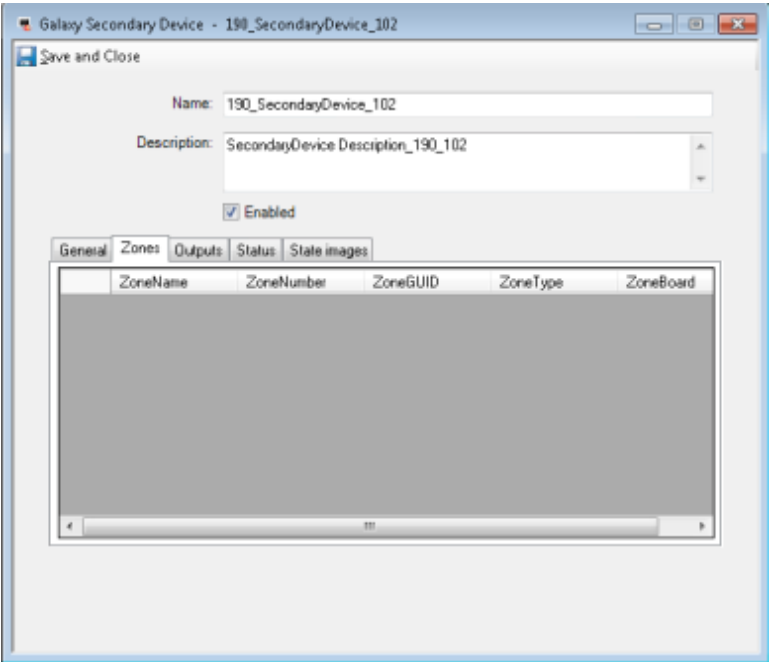 Galaxy Secondary Device - 190_SecondaryDevice_102
Save and Close
Name: 190_SecondaryDevice_102
Description: SecondaryDevice Description_190_102
Enabled
General Zones Outputs Status State images
ZoneName ZoneNumber ZoneGUID ZoneType ZoneBoard